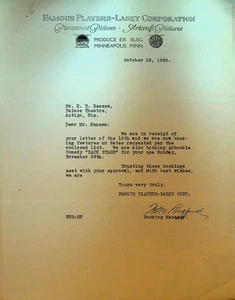 FAMOUS PLAYERS-LASKY CORPORATION
Paramount Pictures - Artcraft Pictures
PRODUCE EX. BLDG.
MINNEAPOLIS, MINN.
October 18, 1920.
Mr. E. B. Hansen,
Palace Theatre,
Antigo, Wis.
Dear Mr. Hansen:
We are in receipt of
your letter of the 16th and we are now book-
ing features on dates requested per the
enclosed list. We are also booking Arbuckle
Comedy "BACK STAGE" for your use Monday,
November 29th.
Trusting these bookings
meet with your approval, and with best wishes,
we are
Yours very truly,
FAMOUS PLAYERS-LASKY CORP.
Booking Manager.